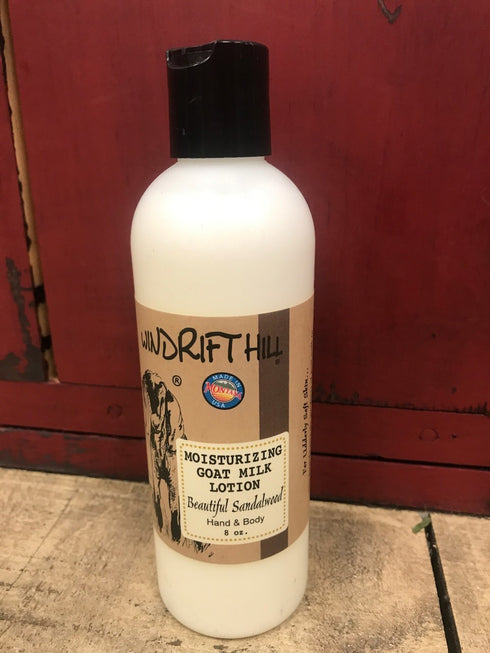 WINDRIFT HILL
®
®
MADE IN
MONTANA
USA
MOISTURIZING
GOAT MILK
LOTION
Beautiful Sandalwood
Hand & Body
8 oz.
For Udderly Soft Skin...